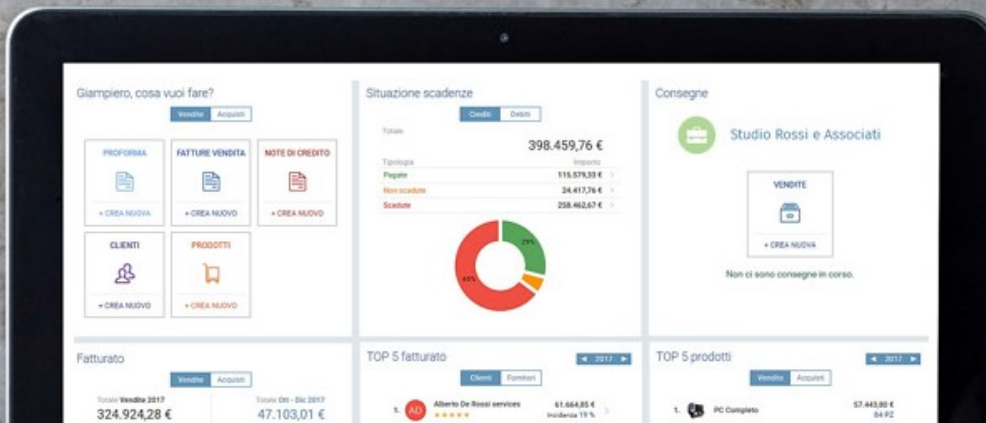 Giampiero, cosa vuoi fare?
Vendite Acquisti
PROFORMA
+ CREA NUOVA
FATTURE VENDITA
+ CREA NUOVO
NOTE DI CREDITO
+ CREA NUOVO
CLIENTI
+ CREA NUOVO
PRODOTTI
+ CREA NUOVO
Situazione scadenze
Crediti Debiti
Totale
398.459,76 €
Tipologia Importo
Pagate 115.579,33 €
Non scadute 24.417,76 €
Scadute 258.462,67 €
29%
65%
Consegne
Studio Rossi e Associati
VENDITE
+ CREA NUOVA
Non ci sono consegne in corso.
Fatturato
Vendite Acquisti
Totale Vendite 2017
324.924,28 €
Totale Ott - Dic 2017
47.103,01 €
TOP 5 fatturato
2017
Clienti Fornitori
1. AD Alberto De Rossi services 61.664,85 €
Incidenza 19 %
TOP 5 prodotti
2017
Vendite Acquisti
1. PC Completo 57.443,80 €
84 PZ